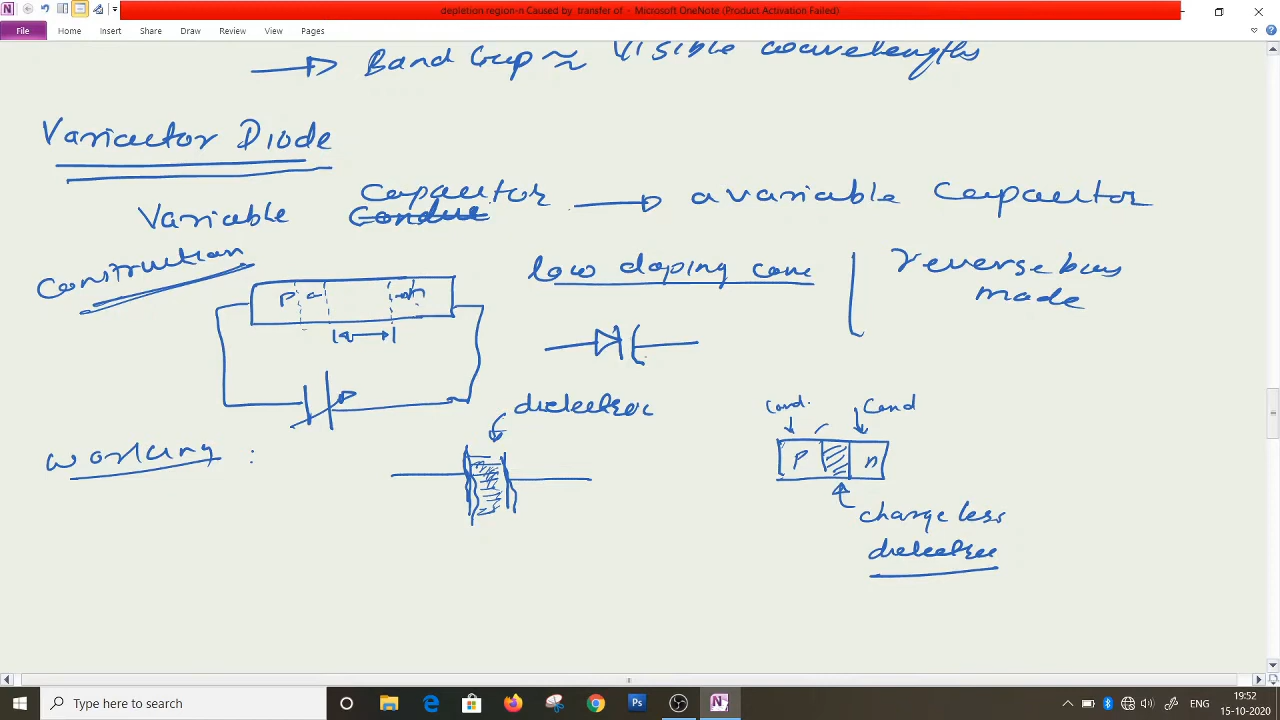 depletion region-n Caused by transfer of - Microsoft OneNote (Product Activation Failed)
File Home Insert Share Draw Review View Pages
Band Gap ≈ Visible wavelengths
Variactor Diode
Variable Capacitor → a variable Capacitor
Construction
low doping conc
reverse bias
mode
p n
dielectric
Cond. Cond
Working :
p n
charge less
dielectric
Type here to search
Ps
N
ENG
19:52
15-10-2020